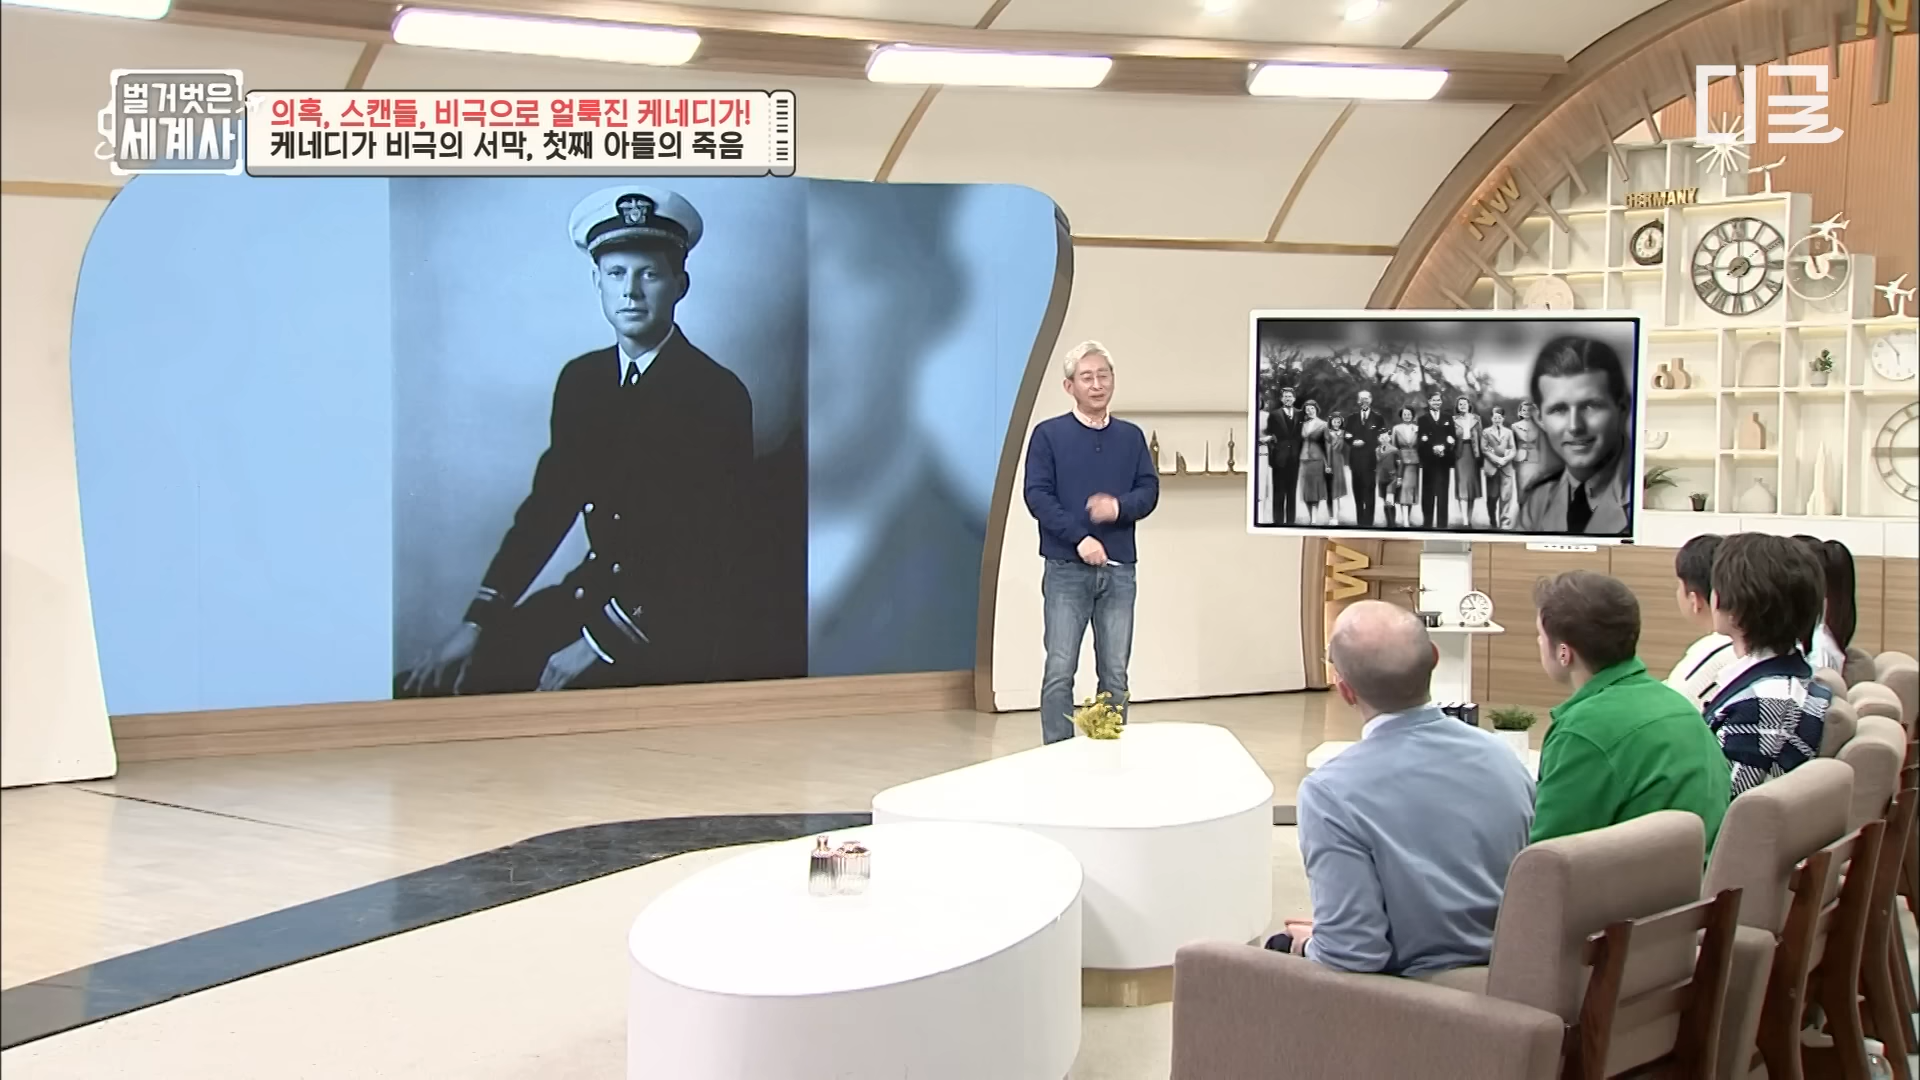 벌거벗은
세계사
의혹, 스캔들, 비극으로 얼룩진 케네디가!
케네디가 비극의 서막, 첫째 아들의 죽음
디글
GERMANY
NW
W
N